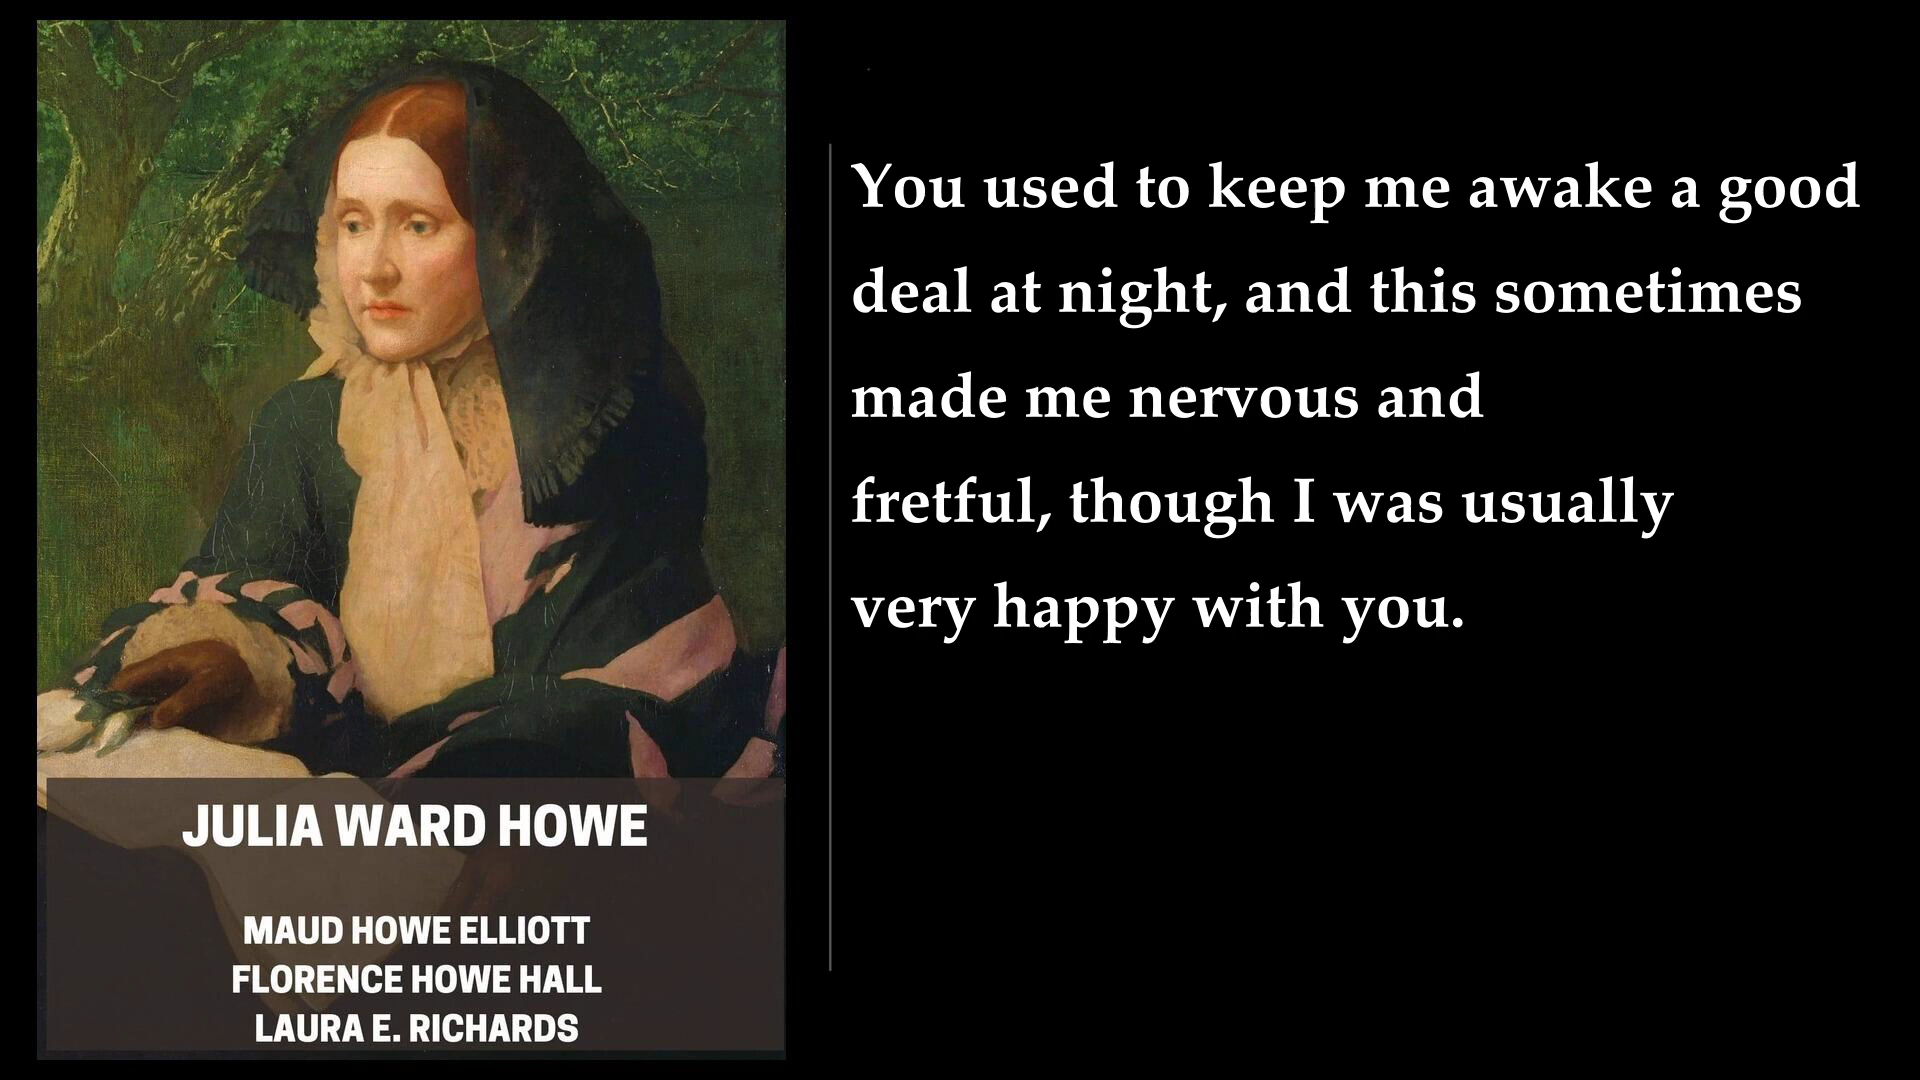 JULIA WARD HOWE
MAUD HOWE ELLIOTT
FLORENCE HOWE HALL
LAURA E. RICHARDS
You used to keep me awake a good
deal at night, and this sometimes
made me nervous and
fretful, though I was usually
very happy with you.